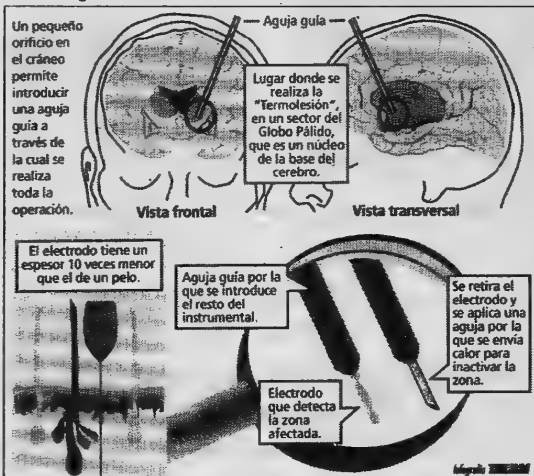 Un pequeño
orificio en
el cráneo
permite
introducir
una aguja
guía a
través de
la cual se
realiza
toda la
operación.
Aguja guía
Lugar donde se
realiza la
"Termolesión",
en un sector del
Globo Pálido,
que es un núcleo
de la base del
cerebro.
Vista frontal
Vista transversal
El electrodo tiene un
espesor 10 veces menor
que el de un pelo.
Aguja guía por la
que se introduce
el resto del
instrumental.
Se retira el
electrodo y
se aplica una
aguja por la
que se envía
calor para
inactivar la
zona.
Electrodo
que detecta
la zona
afectada.